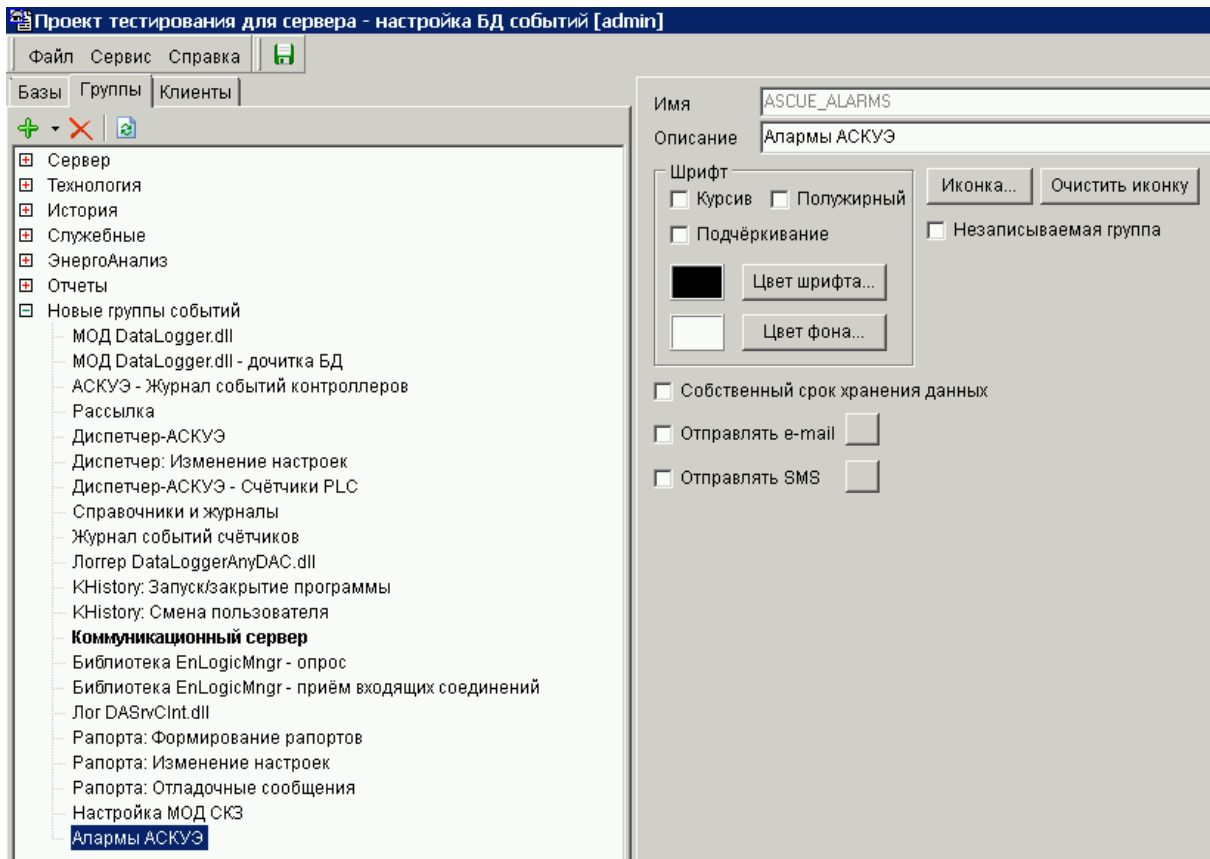 Проект тестирования для сервера - настройка БД событий [admin]
Файл Сервис Справка
Базы Группы Клиенты
Сервер
Технология
История
Служебные
ЭнергоАнализ
Отчеты
Новые группы событий
МОД DataLogger.dll
МОД DataLogger.dll - дочитка БД
АСКУЭ - Журнал событий контроллеров
Рассылка
Диспетчер-АСКУЭ
Диспетчер: Изменение настроек
Диспетчер-АСКУЭ - Счётчики PLC
Справочники и журналы
Журнал событий счётчиков
Логгер DataLoggerAnyDAC.dll
KHistory: Запуск/закрытие программы
KHistory: Смена пользователя
Коммуникационный сервер
Библиотека EnLogicMngr - опрос
Библиотека EnLogicMngr - приём входящих соединений
Лог DASrvClnt.dll
Рапорта: Формирование рапортов
Рапорта: Изменение настроек
Рапорта: Отладочные сообщения
Настройка МОД СКЗ
Алармы АСКУЭ
Имя ASCUE_ALARMS
Описание Алармы АСКУЭ
Шрифт
Курсив Полужирный
Подчёркивание
Цвет шрифта...
Цвет фона...
Иконка... Очистить иконку
Незаписываемая группа
Собственный срок хранения данных
Отправлять e-mail
Отправлять SMS